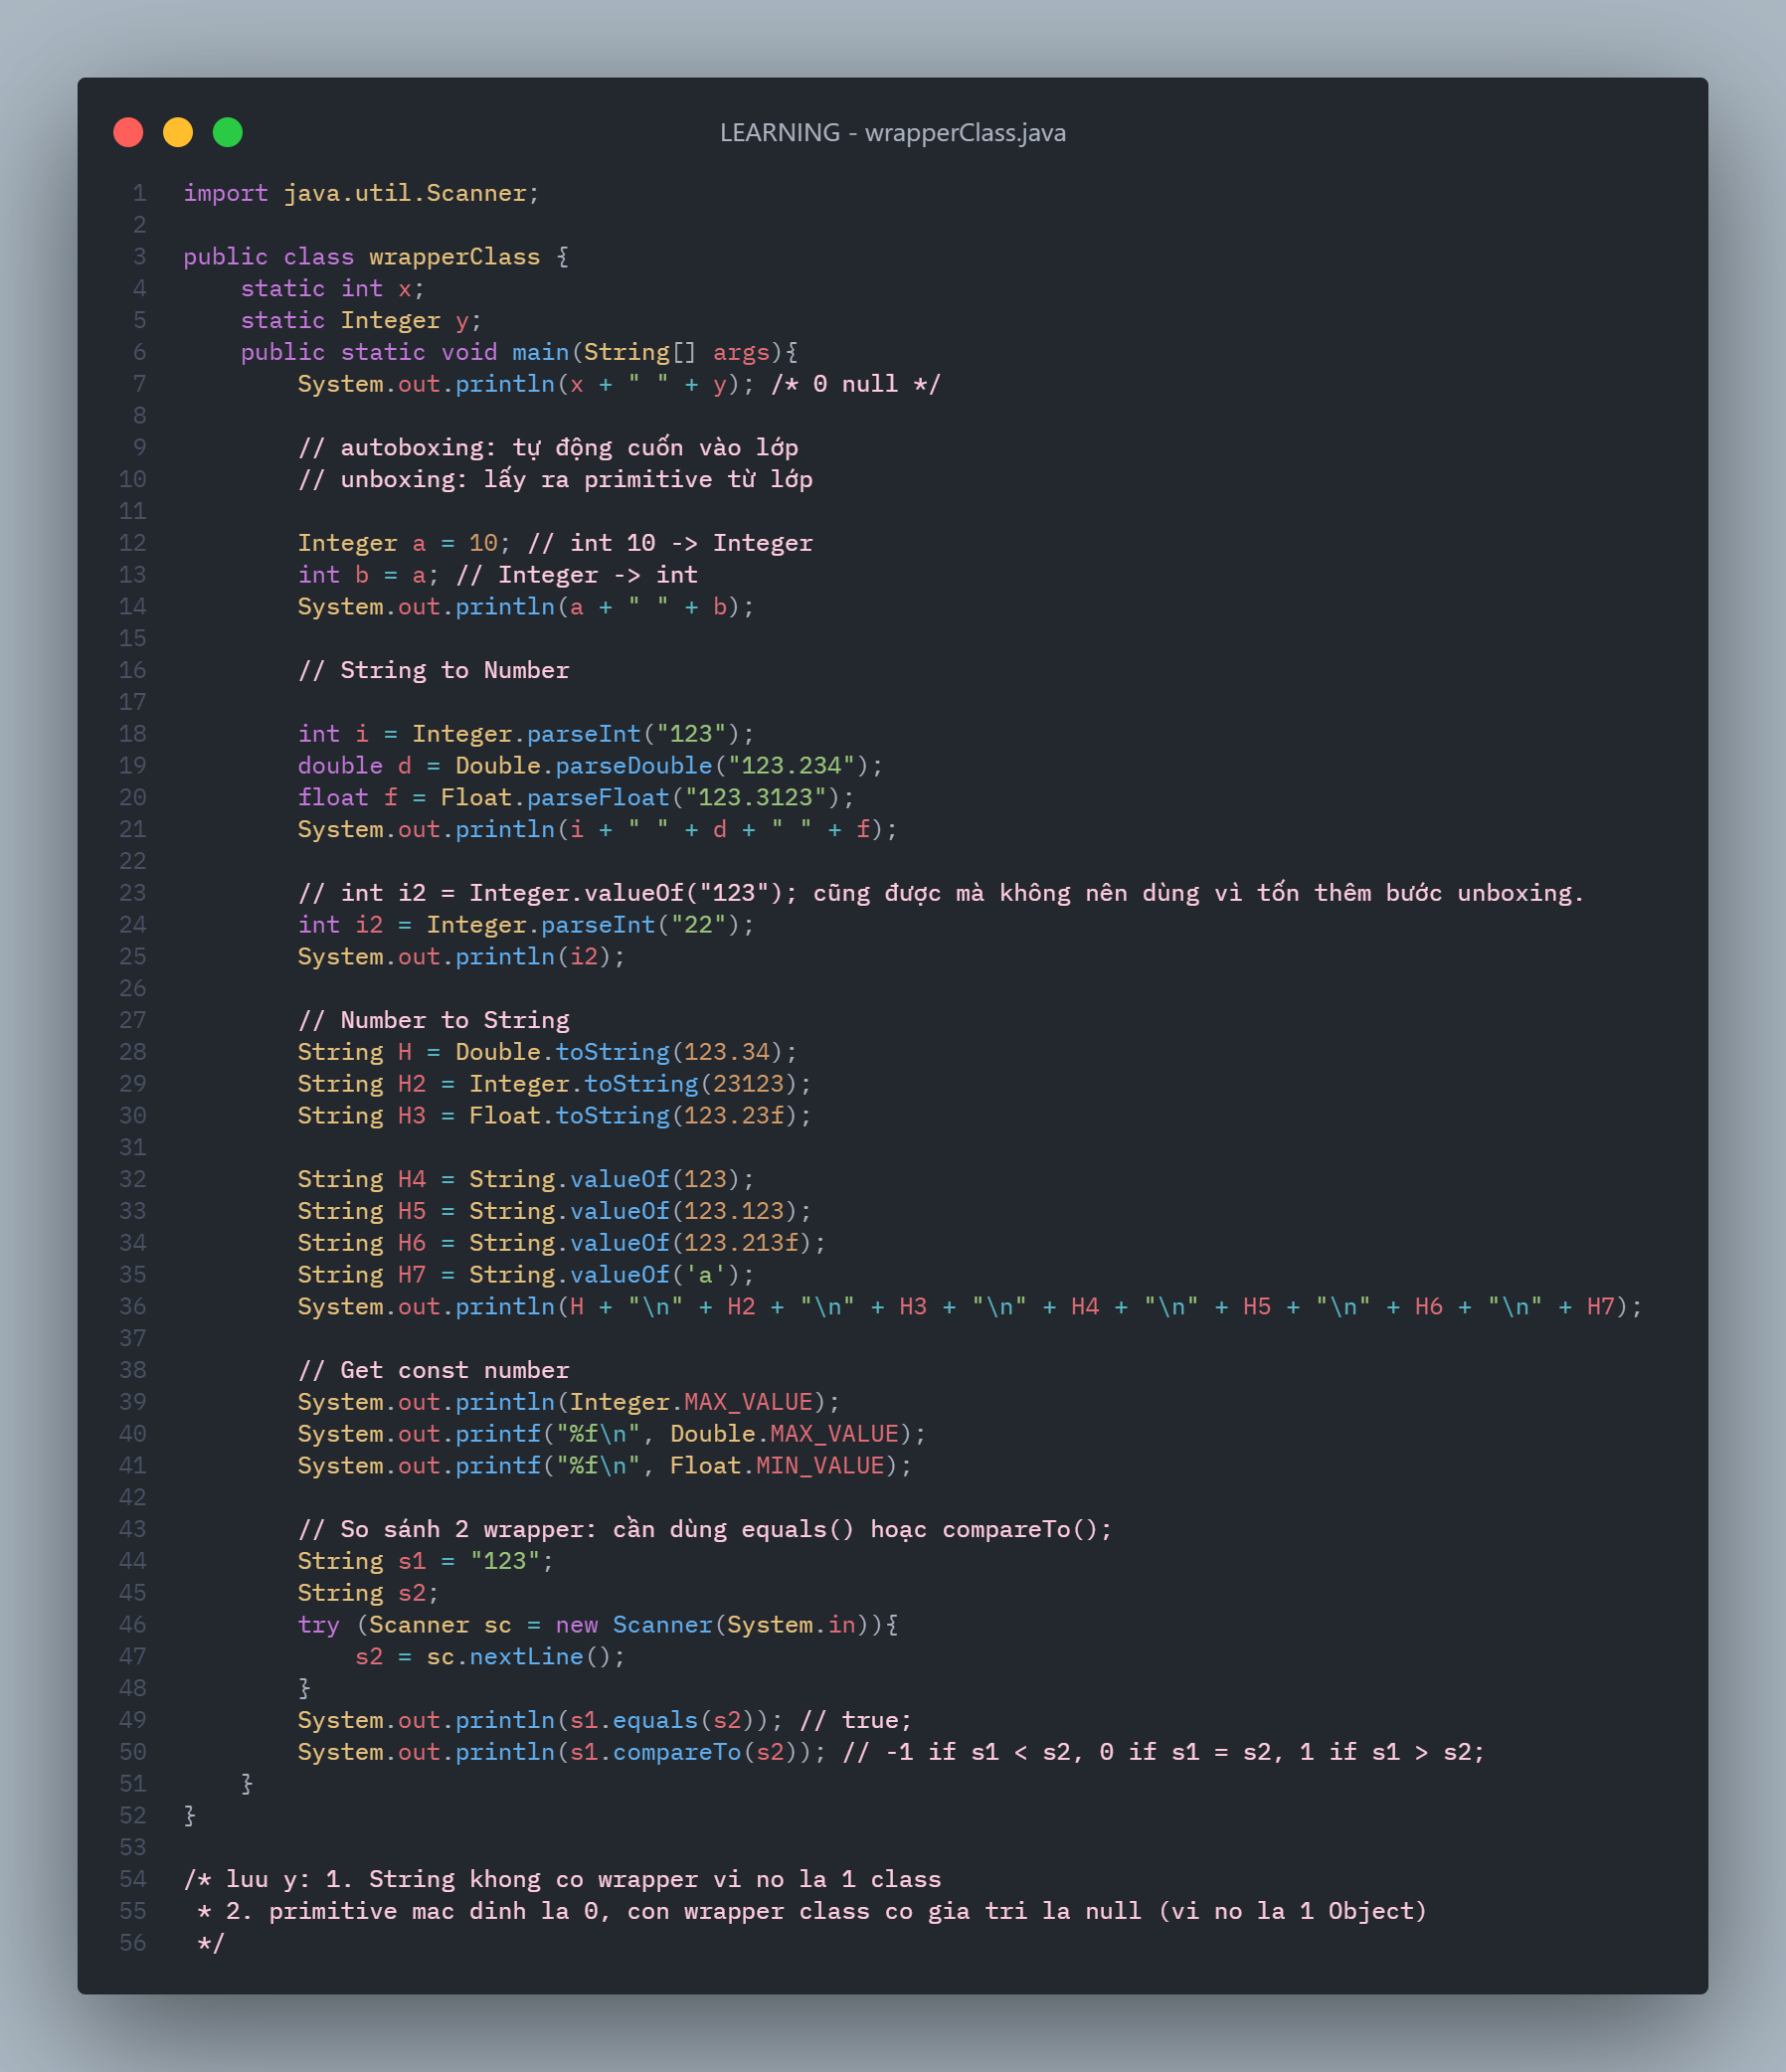 LEARNING - wrapperClass.java
1 import java.util.Scanner;
2
3 public class wrapperClass {
4     static int x;
5     static Integer y;
6     public static void main(String[] args){
7         System.out.println(x + " " + y); /* 0 null */
8
9         // autoboxing: tự động cuốn vào lớp
10         // unboxing: lấy ra primitive từ lớp
11
12         Integer a = 10; // int 10 -> Integer
13         int b = a; // Integer -> int
14         System.out.println(a + " " + b);
15
16         // String to Number
17
18         int i = Integer.parseInt("123");
19         double d = Double.parseDouble("123.234");
20         float f = Float.parseFloat("123.3123");
21         System.out.println(i + " " + d + " " + f);
22
23         // int i2 = Integer.valueOf("123"); cũng được mà không nên dùng vì tốn thêm bước unboxing.
24         int i2 = Integer.parseInt("22");
25         System.out.println(i2);
26
27         // Number to String
28         String H = Double.toString(123.34);
29         String H2 = Integer.toString(23123);
30         String H3 = Float.toString(123.23f);
31
32         String H4 = String.valueOf(123);
33         String H5 = String.valueOf(123.123);
34         String H6 = String.valueOf(123.213f);
35         String H7 = String.valueOf('a');
36         System.out.println(H + "\n" + H2 + "\n" + H3 + "\n" + H4 + "\n" + H5 + "\n" + H6 + "\n" + H7);
37
38         // Get const number
39         System.out.println(Integer.MAX_VALUE);
40         System.out.printf("%f\n", Double.MAX_VALUE);
41         System.out.printf("%f\n", Float.MIN_VALUE);
42
43         // So sánh 2 wrapper: cần dùng equals() hoạc compareTo();
44         String s1 = "123";
45         String s2;
46         try (Scanner sc = new Scanner(System.in)){
47             s2 = sc.nextLine();
48         }
49         System.out.println(s1.equals(s2)); // true;
50         System.out.println(s1.compareTo(s2)); // -1 if s1 < s2, 0 if s1 = s2, 1 if s1 > s2;
51     }
52 }
53
54 /* luu y: 1. String khong co wrapper vi no la 1 class
55  * 2. primitive mac dinh la 0, con wrapper class co gia tri la null (vi no la 1 Object)
56  */